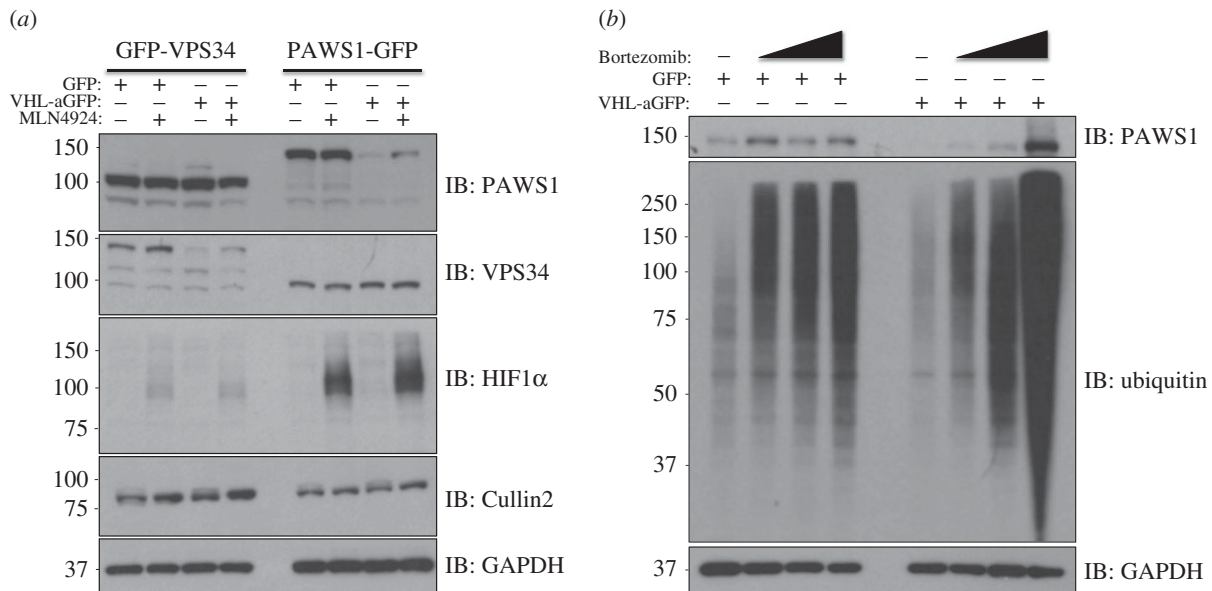 (a)
GFP-VPS34 PAWS1-GFP
GFP: + + – – + + – –
VHL-aGFP: – – + + – – + +
MLN4924: – + – + – + – +
150
100
IB: PAWS1
150
100
IB: VPS34
150
100
75
IB: HIF1α
100
75
IB: Cullin2
37
IB: GAPDH
(b)
Bortezomib: – –
GFP: + + + + – – – –
VHL-aGFP: – – – – + + + +
150
IB: PAWS1
250
150
100
75
50
37
IB: ubiquitin
37
IB: GAPDH